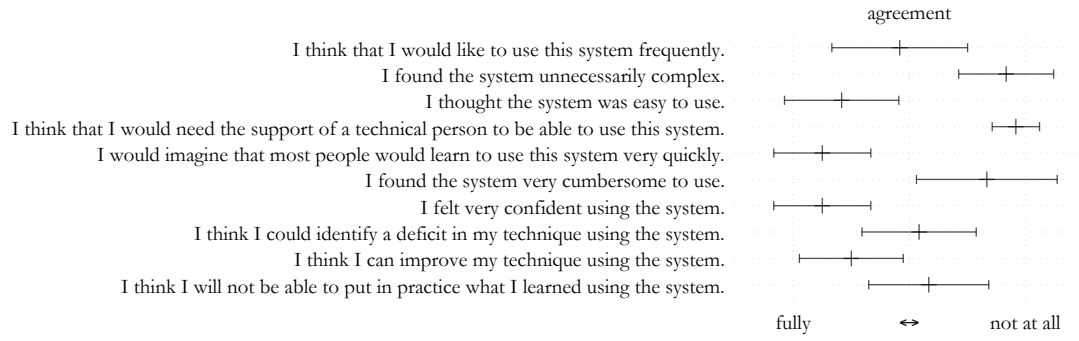 agreement
I think that I would like to use this system frequently.
I found the system unnecessarily complex.
I thought the system was easy to use.
I think that I would need the support of a technical person to be able to use this system.
I would imagine that most people would learn to use this system very quickly.
I found the system very cumbersome to use.
I felt very confident using the system.
I think I could identify a deficit in my technique using the system.
I think I can improve my technique using the system.
I think I will not be able to put in practice what I learned using the system.
fully ↔ not at all